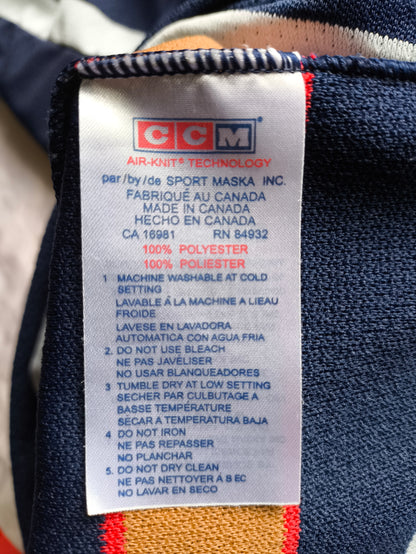 CCM
AIR-KNIT® TECHNOLOGY
par/by/de SPORT MASKA INC.
FABRIQUÉ AU CANADA
MADE IN CANADA
HECHO EN CANADA
CA 16981 RN 84932
100% POLYESTER
100% POLIESTER
1 MACHINE WASHABLE AT COLD
SETTING
LAVABLE Á LA MACHINE A LIEAU
FROIDE
LAVESE EN LAVADORA
AUTOMATICA CON AGUA FRIA
2. DO NOT USE BLEACH
NE PAS JAVÉLISER
NO USAR BLANQUEADORES
3 TUMBLE DRY AT LOW SETTING
SECHER PAR CULBUTAGE A
BASSE TEMPÉRATURE
SÉCAR A TEMPERATURA BAJA
4 DO NOT IRON
NE PAS REPASSER
NO PLANCHAR
5. DO NOT DRY CLEAN
NE PAS NETTOYER Á 8 EC
NO LAVAR EN SECO